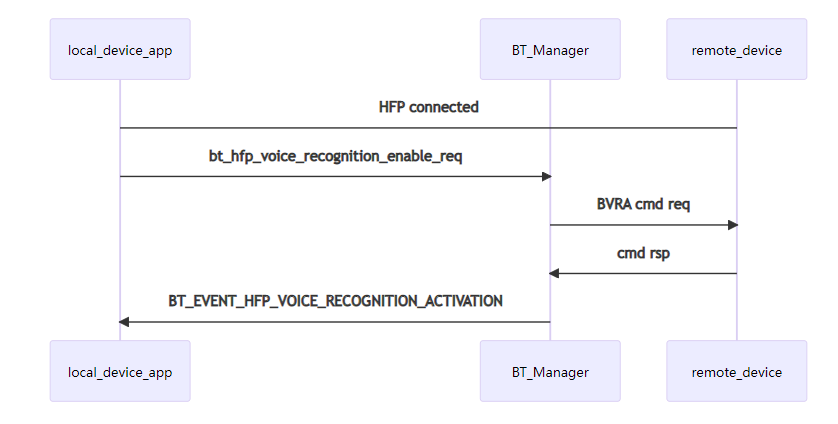 local_device_app
BT_Manager
remote_device
HFP connected
bt_hfp_voice_recognition_enable_req
BVRA cmd req
cmd rsp
BT_EVENT_HFP_VOICE_RECOGNITION_ACTIVATION
local_device_app
BT_Manager
remote_device